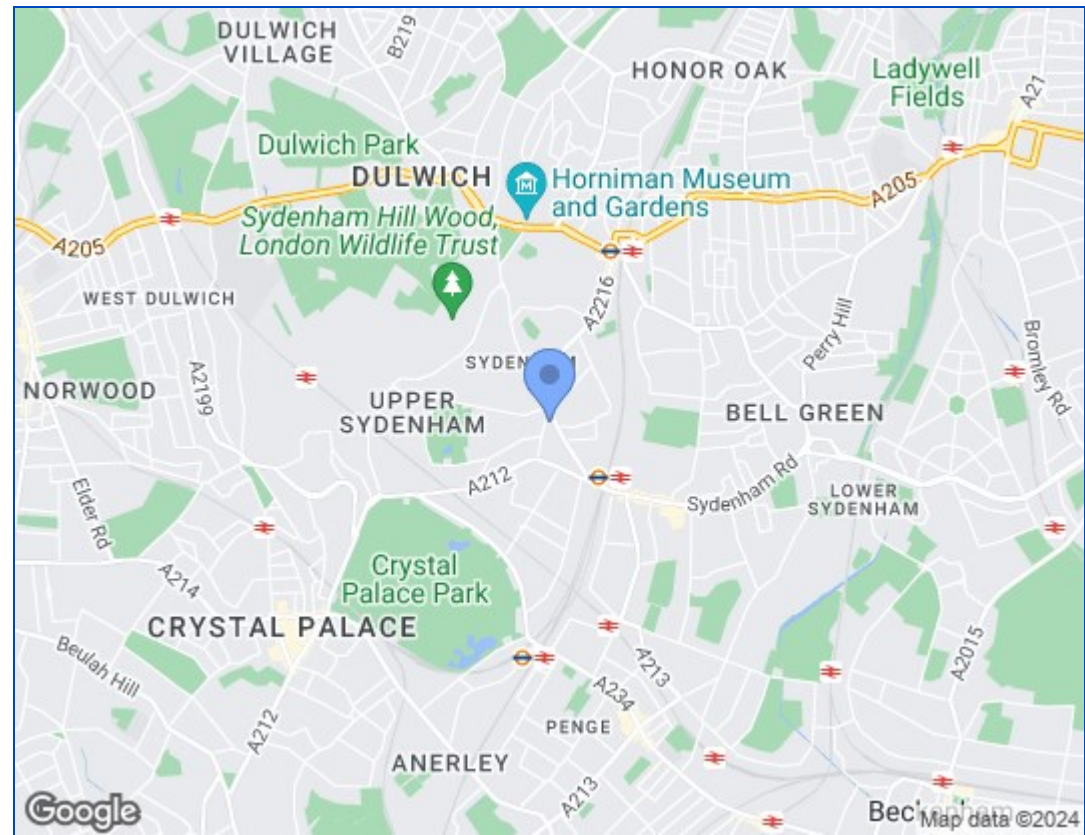 DULWICH
VILLAGE
B219
HONOR OAK
Ladywell
Fields
A21
Dulwich Park
DULWICH
Horniman Museum
and Gardens
A205
Sydenham Hill Wood,
London Wildlife Trust
A205
WEST DULWICH
A2216
Perry Hill
Bromley Rd
NORWOOD
A2199
UPPER
SYDENHAM
BELL GREEN
A212
Sydenham Rd
LOWER
SYDENHAM
Elder Rd
A214
Crystal
Palace Park
CRYSTAL PALACE
Beulah Hill
A213
A2015
A234
A212
PENGE
ANERLEY
A213
Google
Map data ©2024